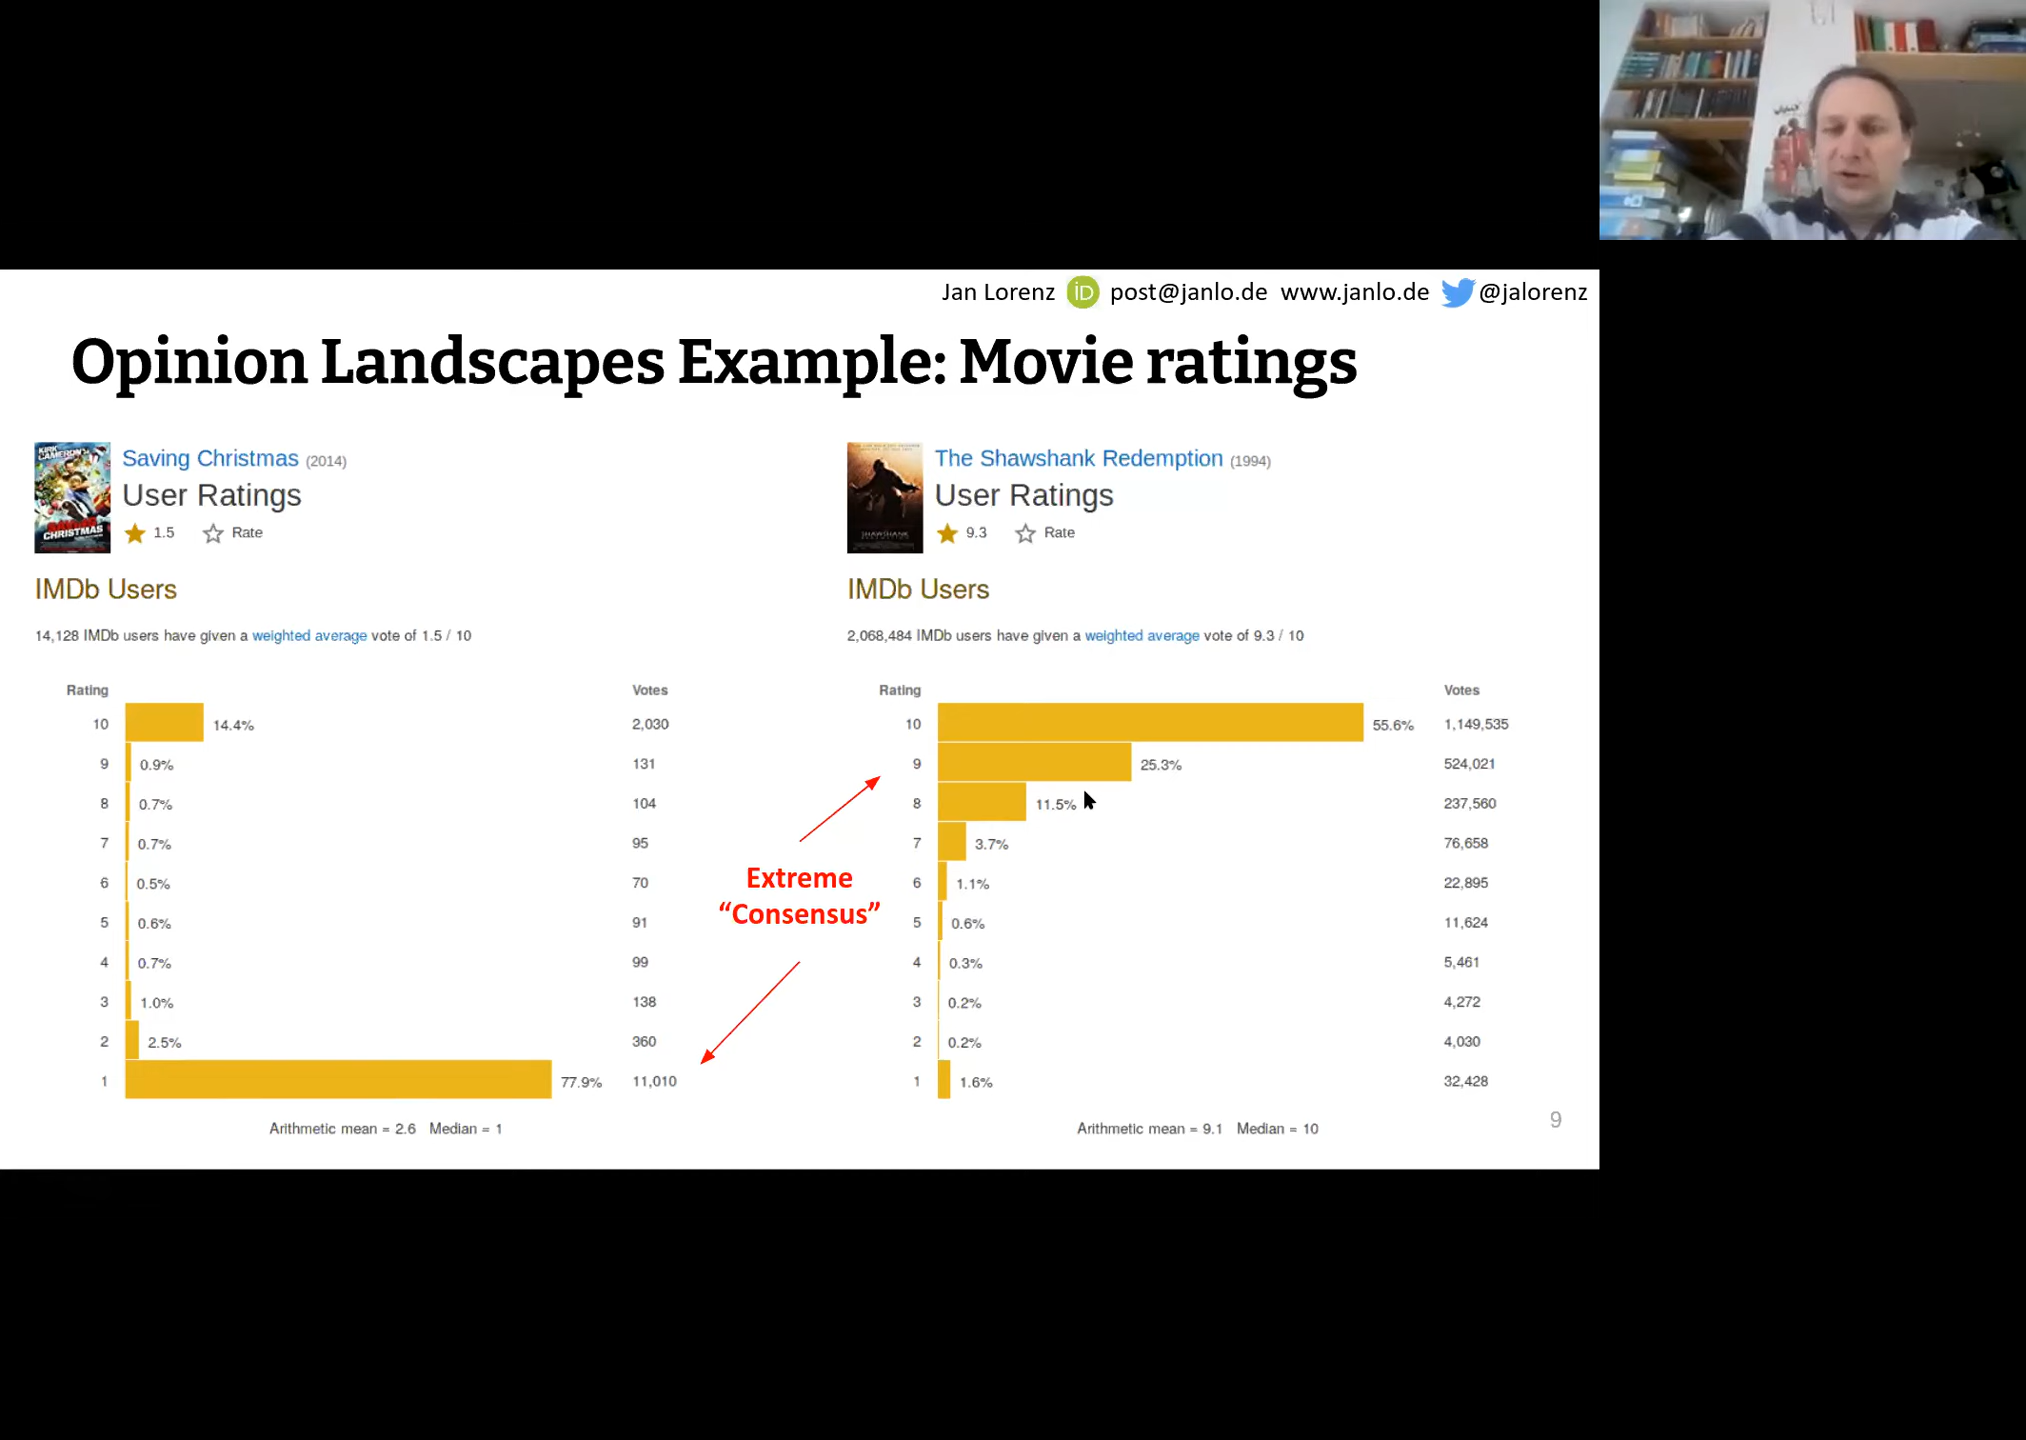 Jan Lorenz iD post@janlo.de www.janlo.de @jalorenz
Opinion Landscapes Example: Movie ratings
Saving Christmas (2014)
User Ratings
1.5 Rate
IMDb Users
14,128 IMDb users have given a weighted average vote of 1.5 / 10
Rating Votes
10 14.4% 2,030
9 0.9% 131
8 0.7% 104
7 0.7% 95
6 0.5% 70
5 0.6% 91
4 0.7% 99
3 1.0% 138
2 2.5% 360
1 77.9% 11,010
Arithmetic mean = 2.6 Median = 1
Extreme
“Consensus”
The Shawshank Redemption (1994)
User Ratings
9.3 Rate
IMDb Users
2,068,484 IMDb users have given a weighted average vote of 9.3 / 10
Rating Votes
10 55.6% 1,149,535
9 25.3% 524,021
8 11.5% 237,560
7 3.7% 76,658
6 1.1% 22,895
5 0.6% 11,624
4 0.3% 5,461
3 0.2% 4,272
2 0.2% 4,030
1 1.6% 32,428
Arithmetic mean = 9.1 Median = 10
9